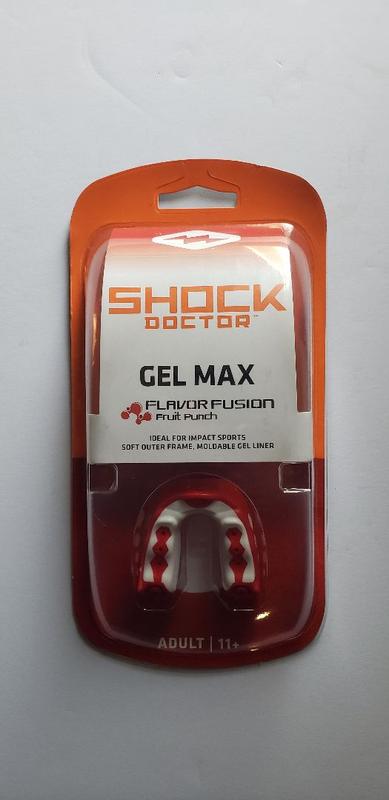 SHOCK
DOCTOR™
GEL MAX
FLAVOR FUSION
Fruit Punch
IDEAL FOR IMPACT SPORTS
SOFT OUTER FRAME, MOLDABLE GEL LINER
ADULT | 11+